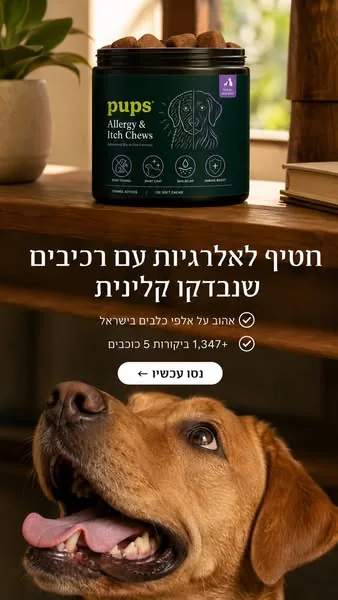 pups
Allergy &
Itch Chews
חטיף לאלרגיות עם רכיבים
שנבדקו קלינית
אהוב על אלפי כלבים בישראל
+1,347 ביקורות 5 כוכבים
נסו עכשיו ←